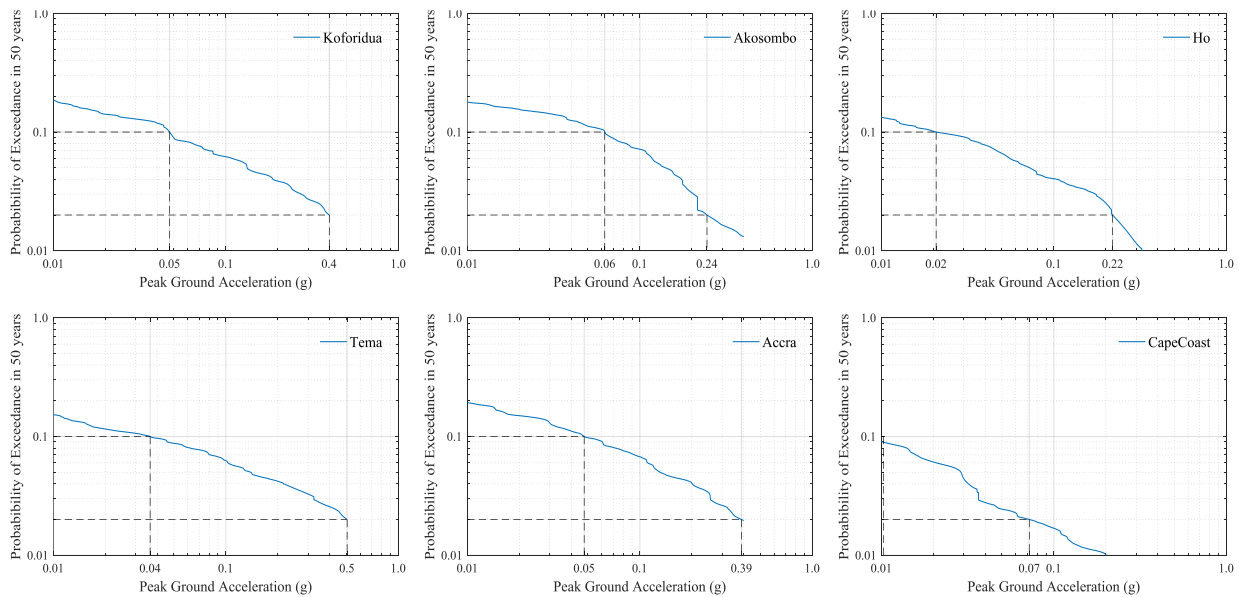 Probability of Exceedance in 50 years
1.0
0.1
0.01
Koforidua
0.01 0.05 0.1 0.4 1.0
Peak Ground Acceleration (g)
Probability of Exceedance in 50 years
1.0
0.1
0.01
Akosombo
0.01 0.06 0.1 0.24 1.0
Peak Ground Acceleration (g)
Probability of Exceedance in 50 years
1.0
0.1
0.01
Ho
0.01 0.02 0.1 0.22 1.0
Peak Ground Acceleration (g)
Probability of Exceedance in 50 years
1.0
0.1
0.01
Tema
0.01 0.04 0.1 0.5 1.0
Peak Ground Acceleration (g)
Probability of Exceedance in 50 years
1.0
0.1
0.01
Accra
0.01 0.05 0.1 0.39 1.0
Peak Ground Acceleration (g)
Probability of Exceedance in 50 years
1.0
0.1
0.01
CapeCoast
0.01 0.07 0.1 1.0
Peak Ground Acceleration (g)